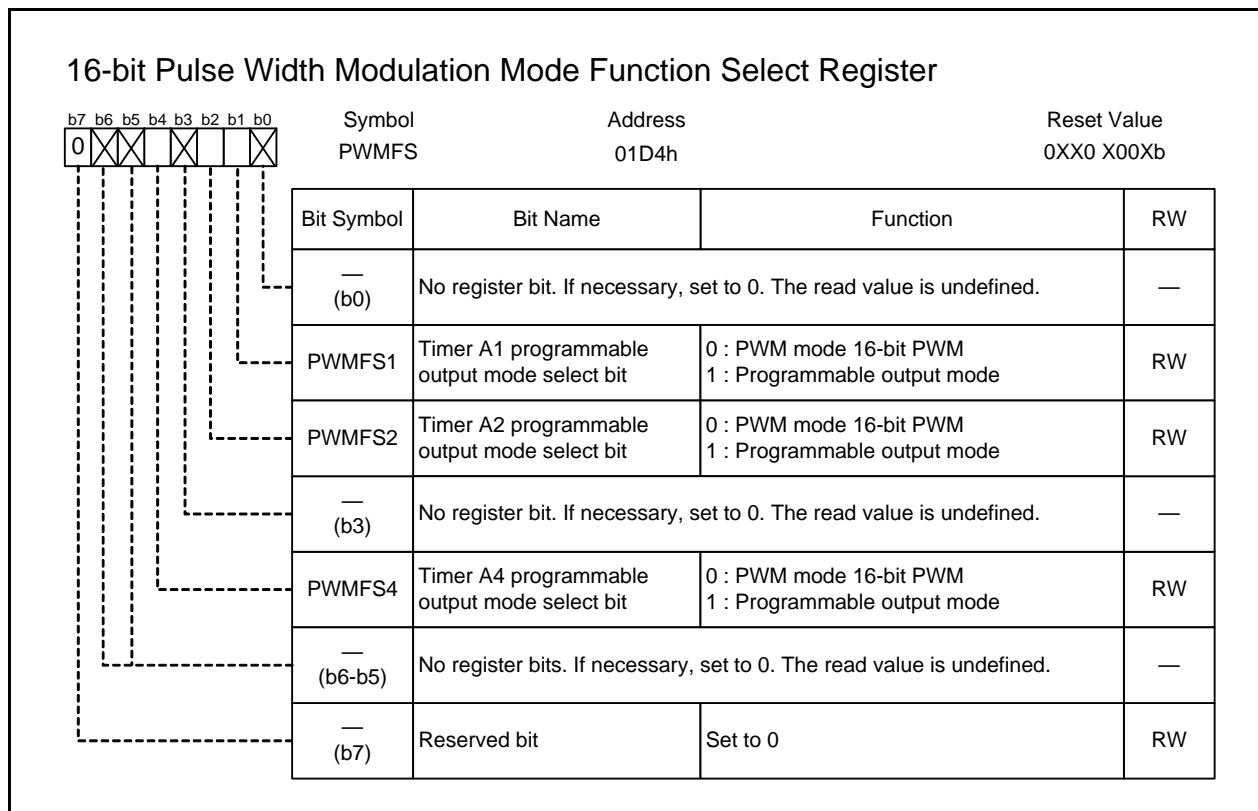 16-bit Pulse Width Modulation Mode Function Select Register
b7 b6 b5 b4 b3 b2 b1 b0
0
Symbol Address Reset Value
PWMFS 01D4h 0XX0 X00Xb
Bit Symbol Bit Name Function RW
—
(b0)
No register bit. If necessary, set to 0. The read value is undefined.
—
PWMFS1
Timer A1 programmable
output mode select bit
0 : PWM mode 16-bit PWM
1 : Programmable output mode
RW
PWMFS2
Timer A2 programmable
output mode select bit
0 : PWM mode 16-bit PWM
1 : Programmable output mode
RW
—
(b3)
No register bit. If necessary, set to 0. The read value is undefined.
—
PWMFS4
Timer A4 programmable
output mode select bit
0 : PWM mode 16-bit PWM
1 : Programmable output mode
RW
—
(b6-b5)
No register bits. If necessary, set to 0. The read value is undefined.
—
—
(b7)
Reserved bit
Set to 0
RW